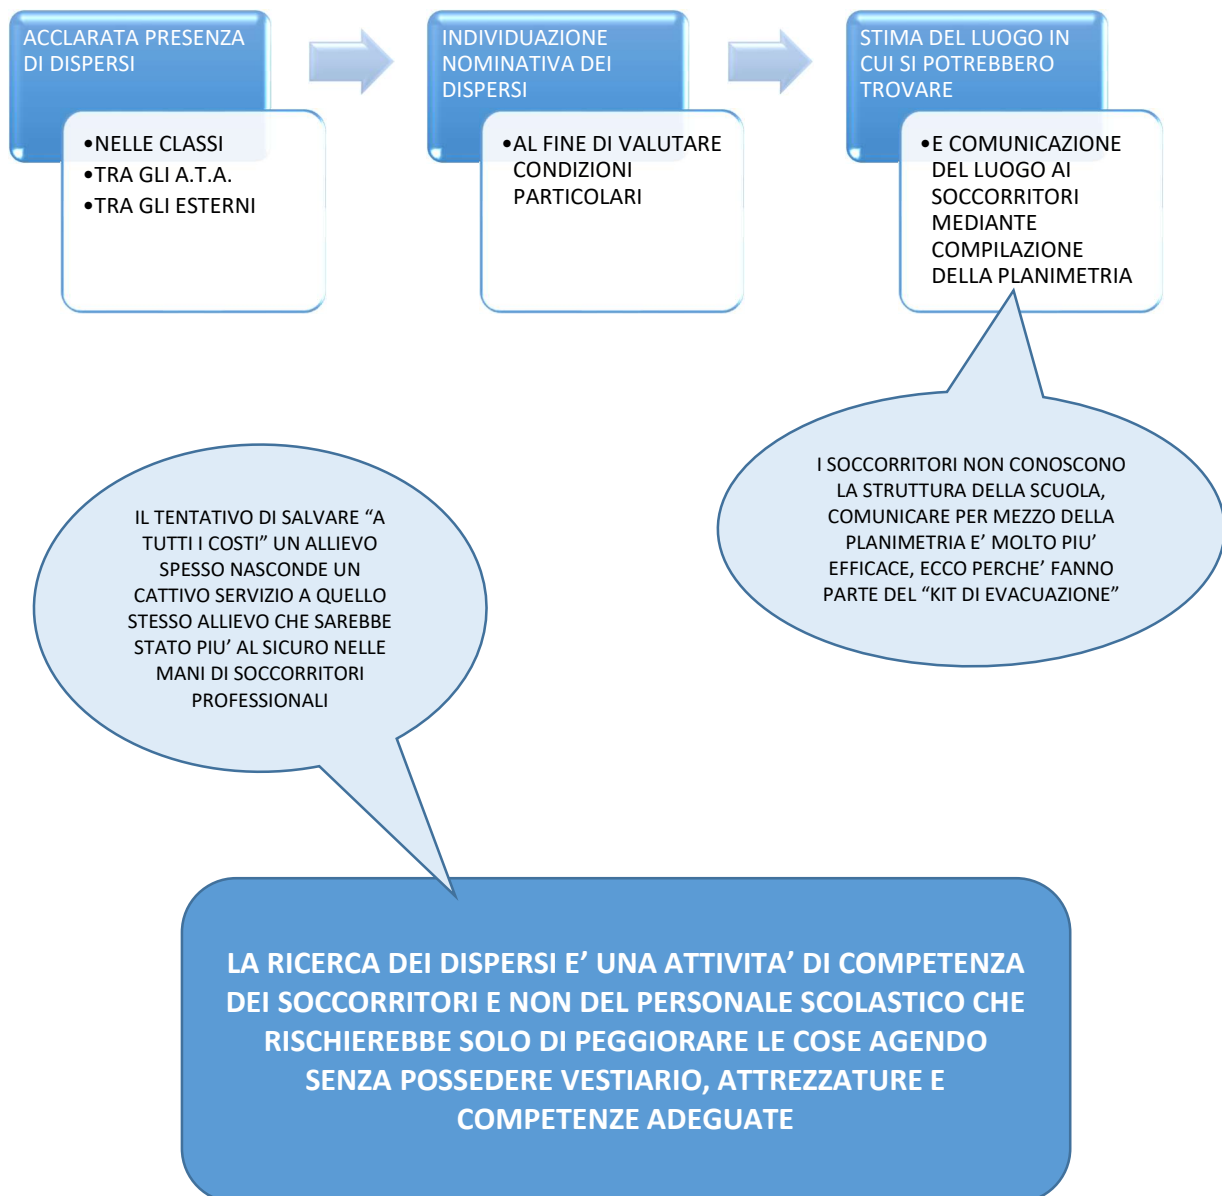 ACCLARATA PRESENZA
DI DISPERSI
•NELLE CLASSI
•TRA GLI A.T.A.
•TRA GLI ESTERNI
INDIVIDUAZIONE
NOMINATIVA DEI
DISPERSI
•AL FINE DI VALUTARE
CONDIZIONI
PARTICOLARI
STIMA DEL LUOGO IN
CUI SI POTREBBERO
TROVARE
•E COMUNICAZIONE
DEL LUOGO AI
SOCCORRITORI
MEDIANTE
COMPILAZIONE
DELLA PLANIMETRIA
I SOCCORRITORI NON CONOSCONO
LA STRUTTURA DELLA SCUOLA,
COMUNICARE PER MEZZO DELLA
PLANIMETRIA E’ MOLTO PIU’
EFFICACE, ECCO PERCHE’ FANNO
PARTE DEL “KIT DI EVACUAZIONE”
IL TENTATIVO DI SALVARE “A
TUTTI I COSTI” UN ALLIEVO
SPESSO NASCONDE UN
CATTIVO SERVIZIO A QUELLO
STESSO ALLIEVO CHE SAREBBE
STATO PIU’ AL SICURO NELLE
MANI DI SOCCORRITORI
PROFESSIONALI
LA RICERCA DEI DISPERSI E’ UNA ATTIVITA’ DI COMPETENZA
DEI SOCCORRITORI E NON DEL PERSONALE SCOLASTICO CHE
RISCHIEREBBE SOLO DI PEGGIORARE LE COSE AGENDO
SENZA POSSEDERE VESTIARIO, ATTREZZATURE E
COMPETENZE ADEGUATE